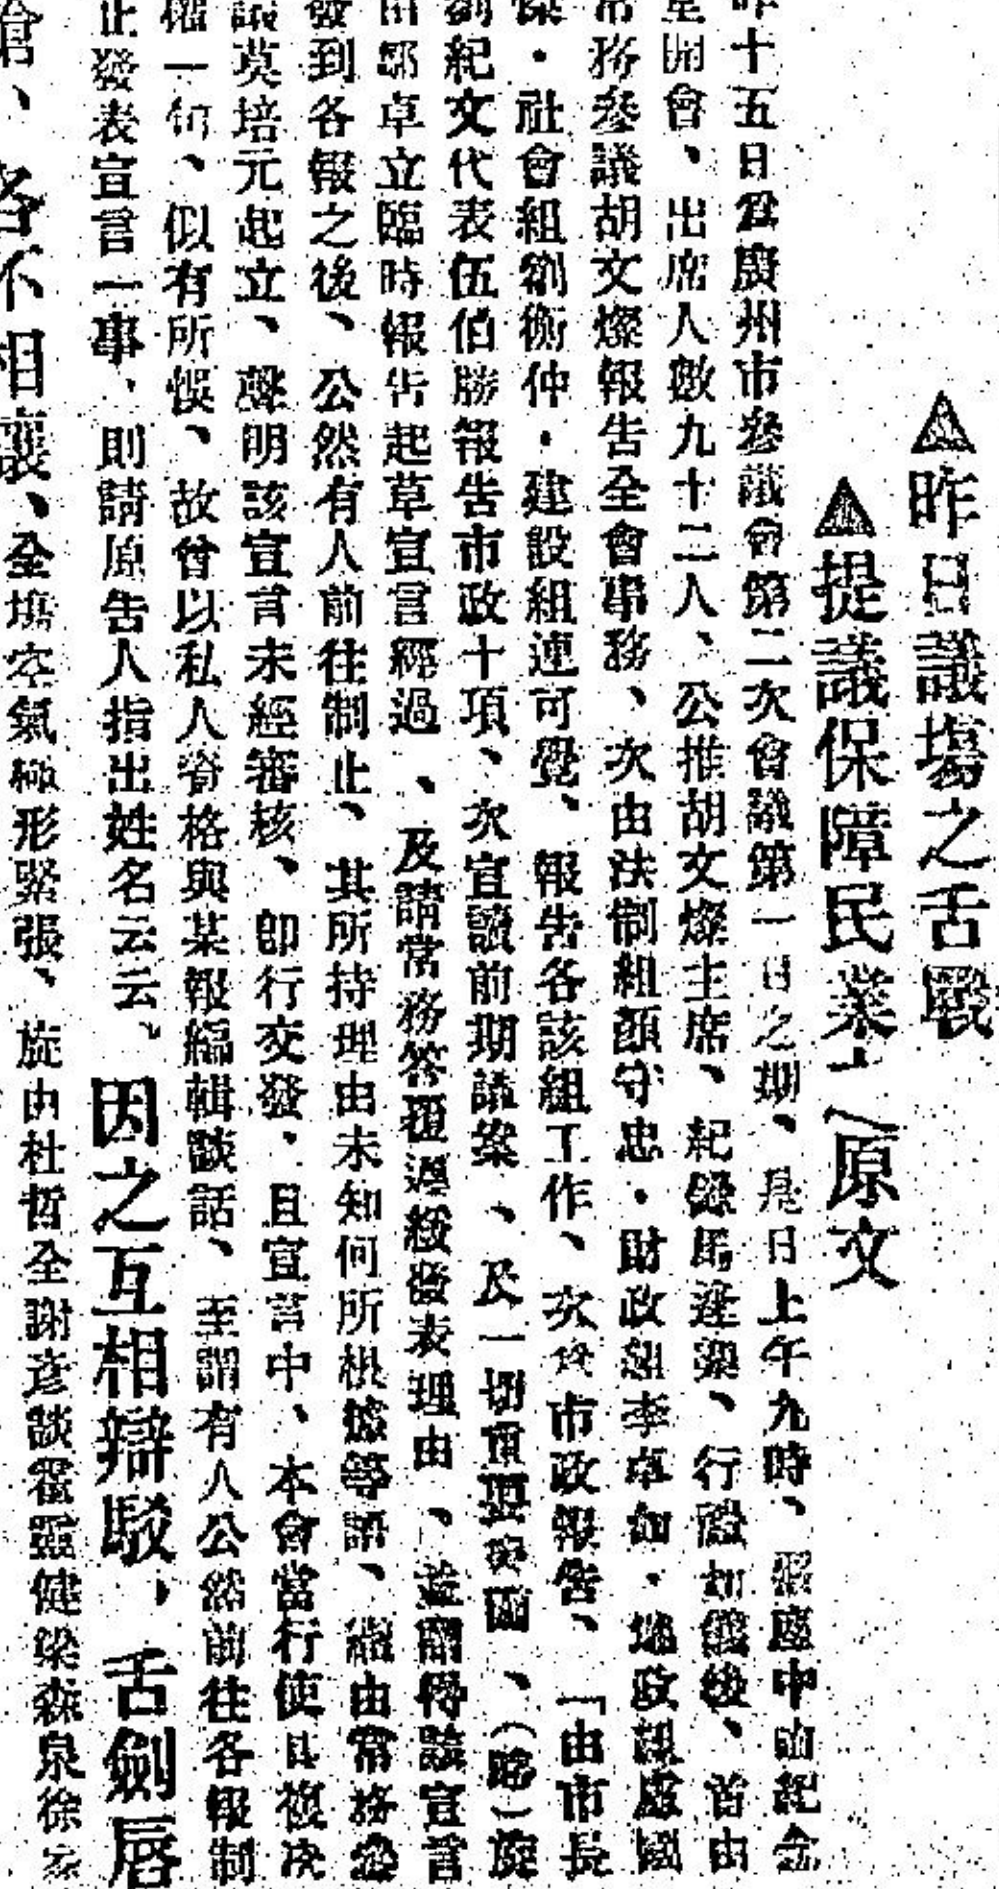 ▲昨日議塲之舌戰
▲提議保障民業之原文
昨十五日為廣州市參議會第二次會議第一日之期、是日上午九時、假座中山紀念
堂開會、出席人數九十二人、公推胡文燦主席、紀錄馬逢、行禮如儀後、首由
常務參議胡文燦報告全會事務、次由法制組顏守忠・財政組李卓如・地政組盧國
傑・社會組劉衡仲・建設組連可覺、報告各該組工作、次為市政報告、「由市長
劉紀文代表伍伯勝報告市政十項、次宣讀前期議案、及一切重要、(略)旋
由鄧卓立臨時報告起草宣言經過、及請常務答覆遲緩發表理由、並謂得該宣言
發到各報之後、公然有人前往制止、其所持理由未知何所根據等語、繼由常務參
議莫培元起立、聲明該宣言未經審核、卽行交發・且宣言中、本會當行使其複决
權一句、似有所悞、故曾以私人資格與某報編輯談話、至謂有人公然前往各報制
止發表宣言一事、則請原告人指出姓名云云、因之互相辯駁、舌劍唇
槍、各不相讓、全塲空氣極形緊張、旋由杜哲全謝彥談霍盛健梁森泉徐